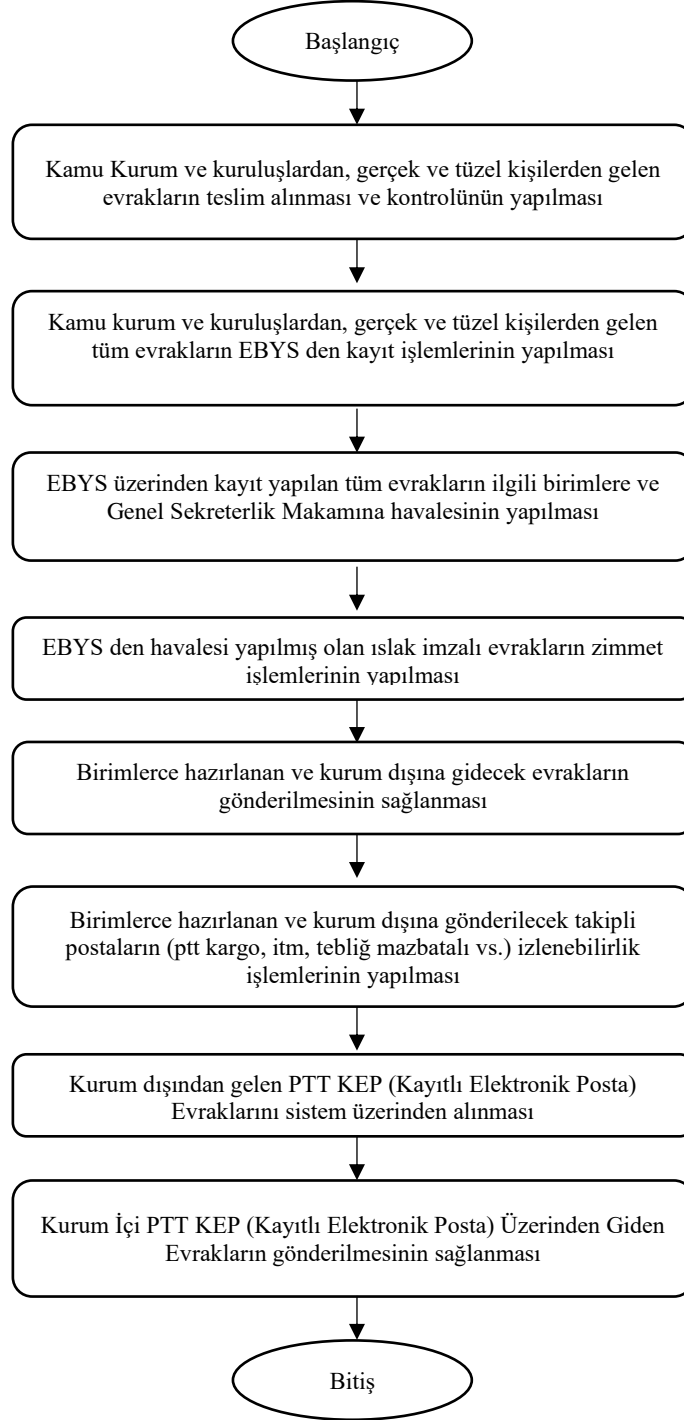 Başlangıç
Kamu Kurum ve kuruluşlardan, gerçek ve tüzel kişilerden gelen
evrakların teslim alınması ve kontrolünün yapılması
Kamu kurum ve kuruluşlardan, gerçek ve tüzel kişilerden gelen
tüm evrakların EBYS den kayıt işlemlerinin yapılması
EBYS üzerinden kayıt yapılan tüm evrakların ilgili birimlere ve
Genel Sekreterlik Makamına havalesinin yapılması
EBYS den havalesi yapılmış olan ıslak imzalı evrakların zimmet
işlemlerinin yapılması
Birimlerce hazırlanan ve kurum dışına gidecek evrakların
gönderilmesinin sağlanması
Birimlerce hazırlanan ve kurum dışına gönderilecek takipli
postaların (ptt kargo, itm, tebliğ mazbatalı vs.) izlenebilirlik
işlemlerinin yapılması
Kurum dışından gelen PTT KEP (Kayıtlı Elektronik Posta)
Evraklarını sistem üzerinden alınması
Kurum İçi PTT KEP (Kayıtlı Elektronik Posta) Üzerinden Giden
Evrakların gönderilmesinin sağlanması
Bitiş